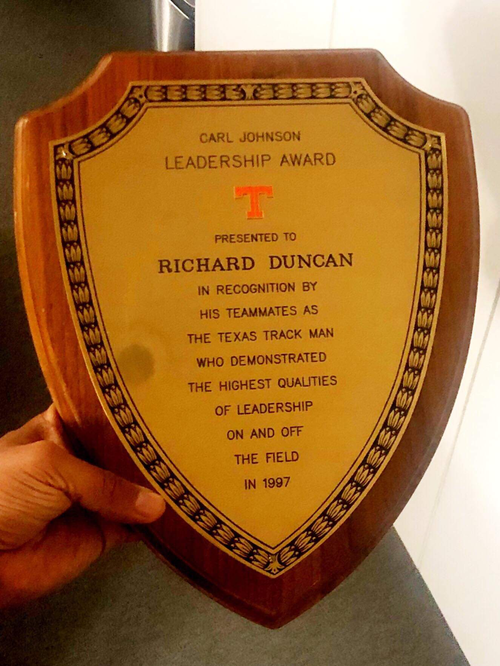 CARL JOHNSON
LEADERSHIP AWARD
T
PRESENTED TO
RICHARD DUNCAN
IN RECOGNITION BY
HIS TEAMMATES AS
THE TEXAS TRACK MAN
WHO DEMONSTRATED
THE HIGHEST QUALITIES
OF LEADERSHIP
ON AND OFF
THE FIELD
IN 1997